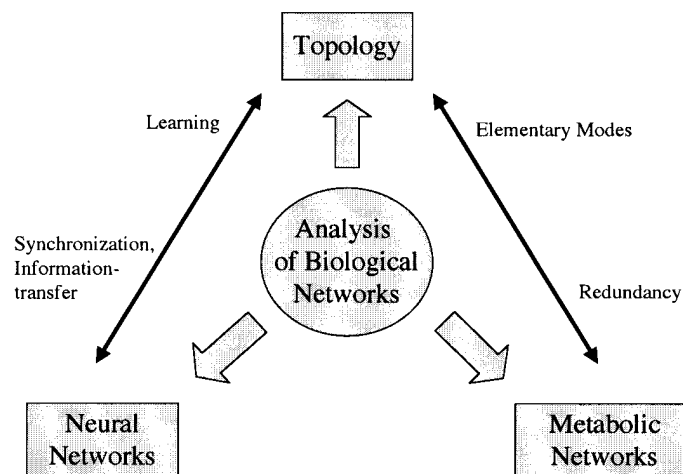 Topology
Learning
Elementary Modes
Synchronization,
Information-
transfer
Analysis
of Biological
Networks
Redundancy
Neural
Networks
Metabolic
Networks